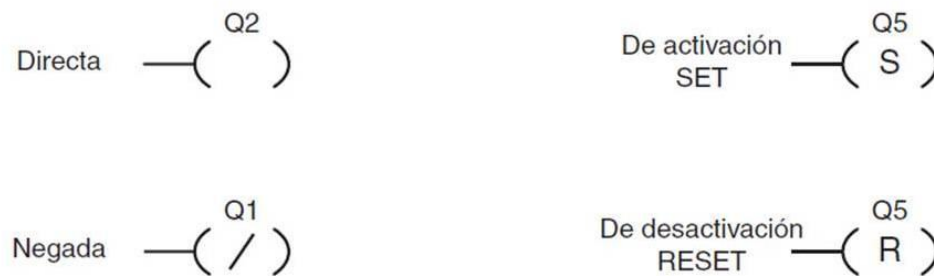 Directa
Q2
De activación
SET
Q5
S
Negada
Q1
De desactivación
RESET
Q5
R